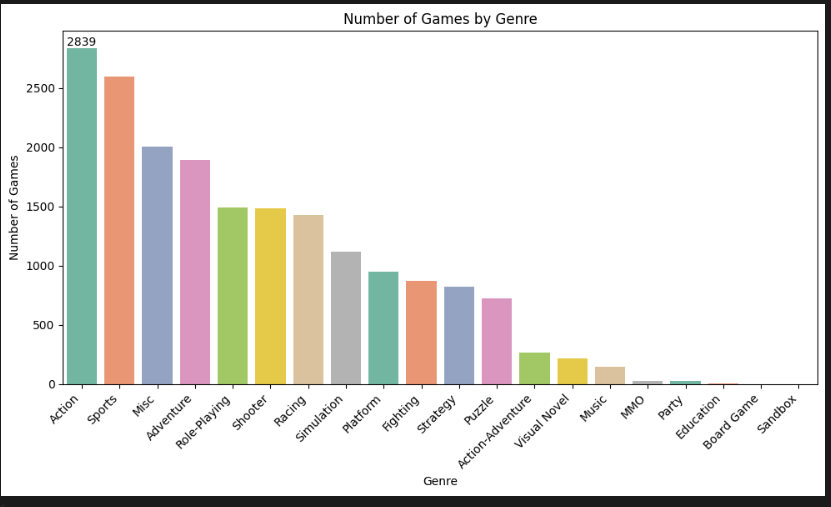 Number of Games by Genre
2839
2500
2000
1500
1000
500
0
Number of Games
Action
Sports
Misc
Adventure
Role-Playing
Shooter
Racing
Simulation
Platform
Fighting
Strategy
Puzzle
Action-Adventure
Visual Novel
Music
MMO
Party
Education
Board Game
Sandbox
Genre